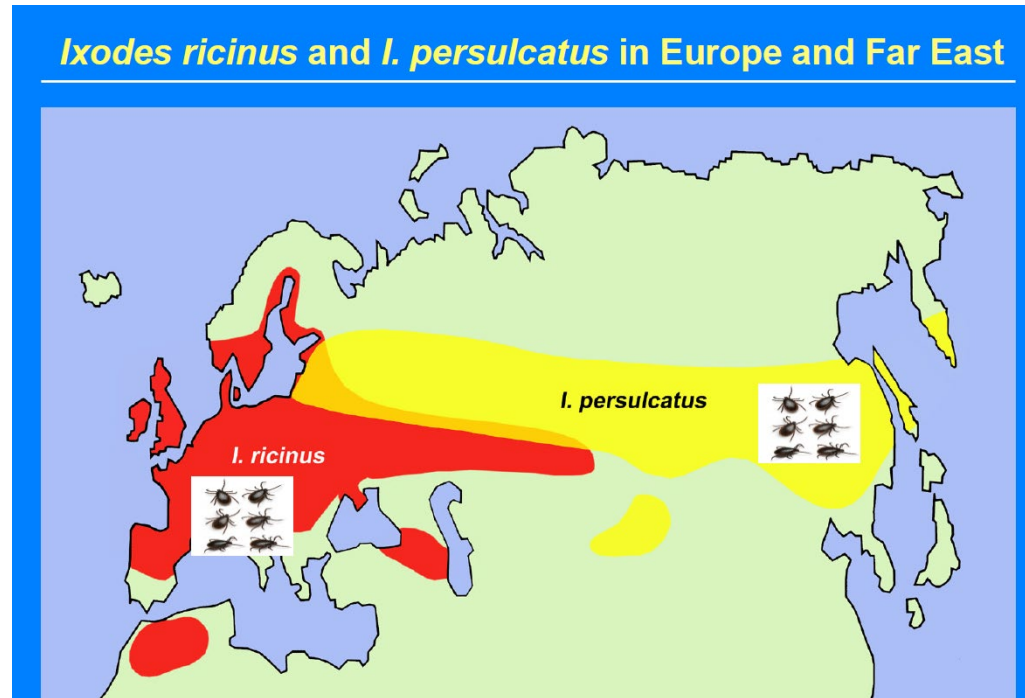 Ixodes ricinus and I. persulcatus in Europe and Far East
I. persulcatus
I. ricinus